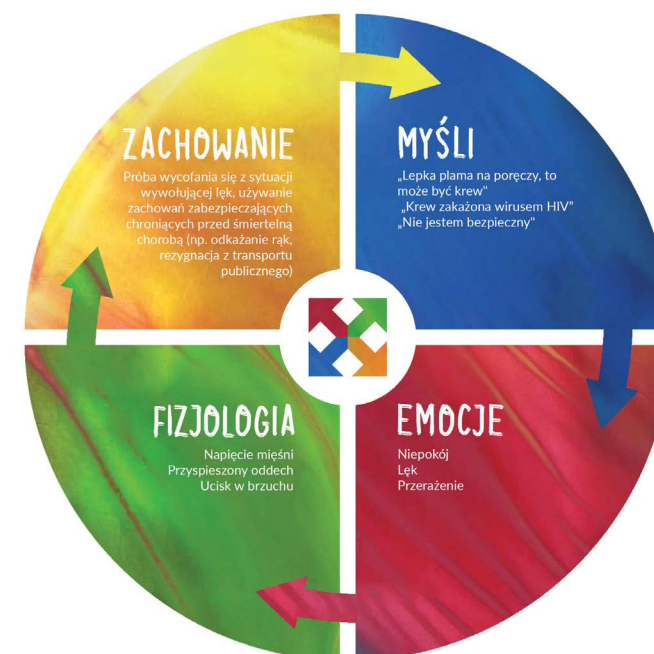 ZACHOWANIE
Próba wycofania się z sytuacji
wywołującej lęk, używanie
zachowań zabezpieczających
chroniących przed śmiertelną
chorobą (np. odkażanie rąk,
rezygnacja z transportu
publicznego)
MYŚLI
„Lepka plama na poręczy, to
może być krew"
„Krew zakażona wirusem HIV"
„Nie jestem bezpieczny"
FIZJOLOGIA
Napięcie mięśni
Przyspieszony oddech
Ucisk w brzuchu
EMOCJE
Niepokój
Lęk
Przerażenie